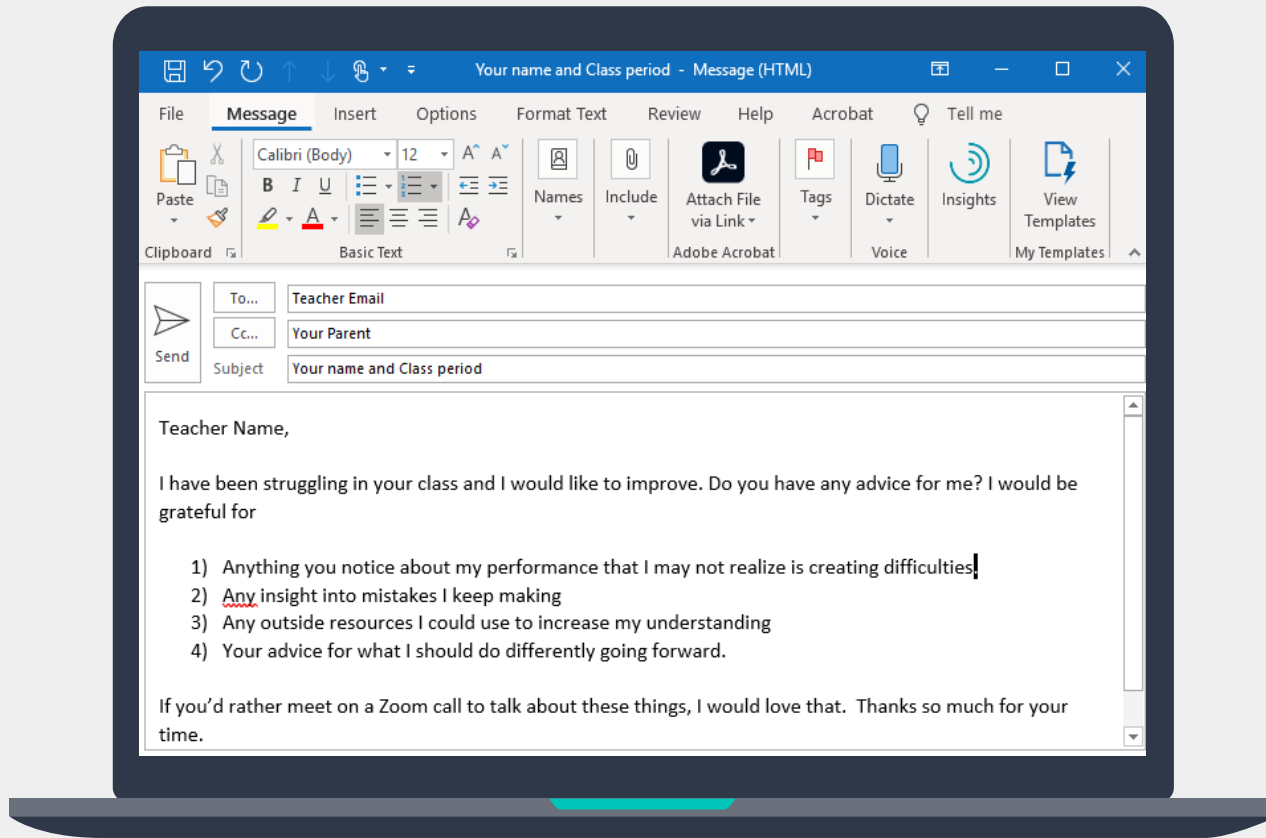 Your name and Class period - Message (HTML)
File Message Insert Options Format Text Review Help Acrobat Tell me
Calibri (Body) 12 A A
B I U
A A
Paste
Names
Include
Attach File
via Link
Tags
Dictate
Insights
View
Templates
Clipboard Basic Text Adobe Acrobat Voice My Templates
Send
To... Teacher Email
Cc... Your Parent
Subject Your name and Class period
Teacher Name,
I have been struggling in your class and I would like to improve. Do you have any advice for me? I would be
grateful for
1) Anything you notice about my performance that I may not realize is creating difficulties.
2) Any insight into mistakes I keep making
3) Any outside resources I could use to increase my understanding
4) Your advice for what I should do differently going forward.
If you’d rather meet on a Zoom call to talk about these things, I would love that.  Thanks so much for your
time.